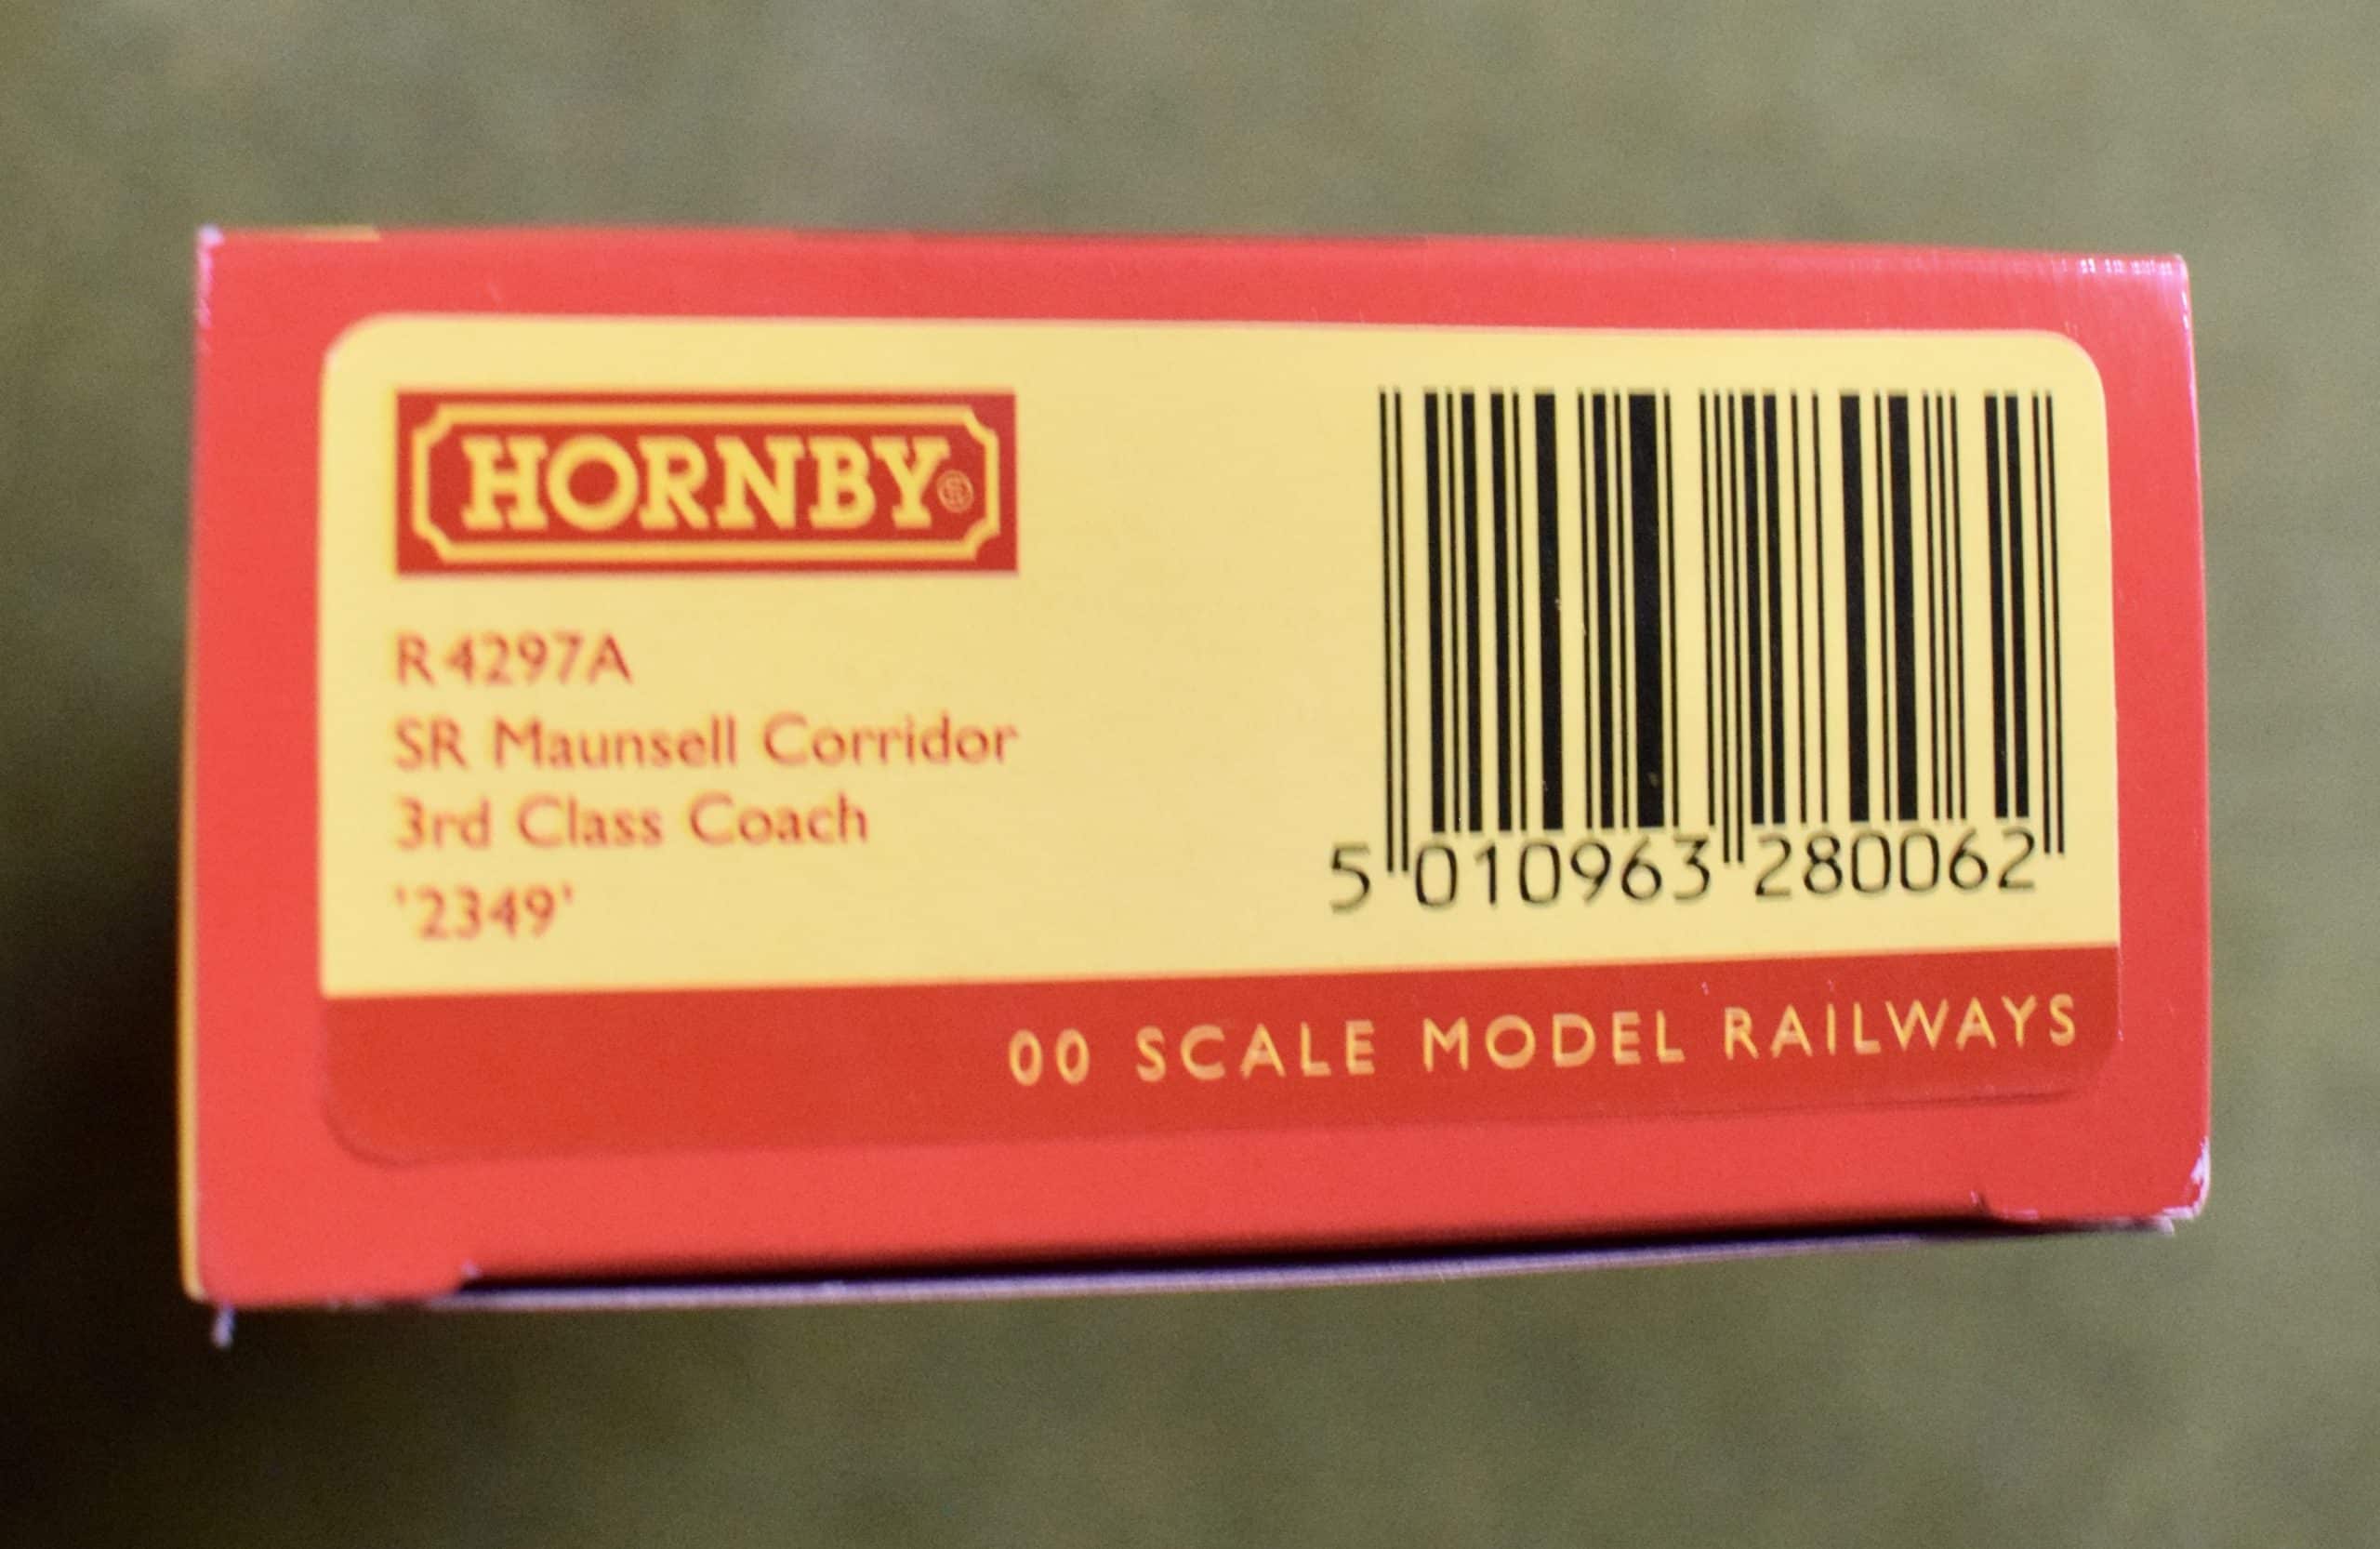 HORNBY®
R4297A
SR Maunsell Corridor
3rd Class Coach
'2349'
5 010963 280062
00 SCALE MODEL RAILWAYS